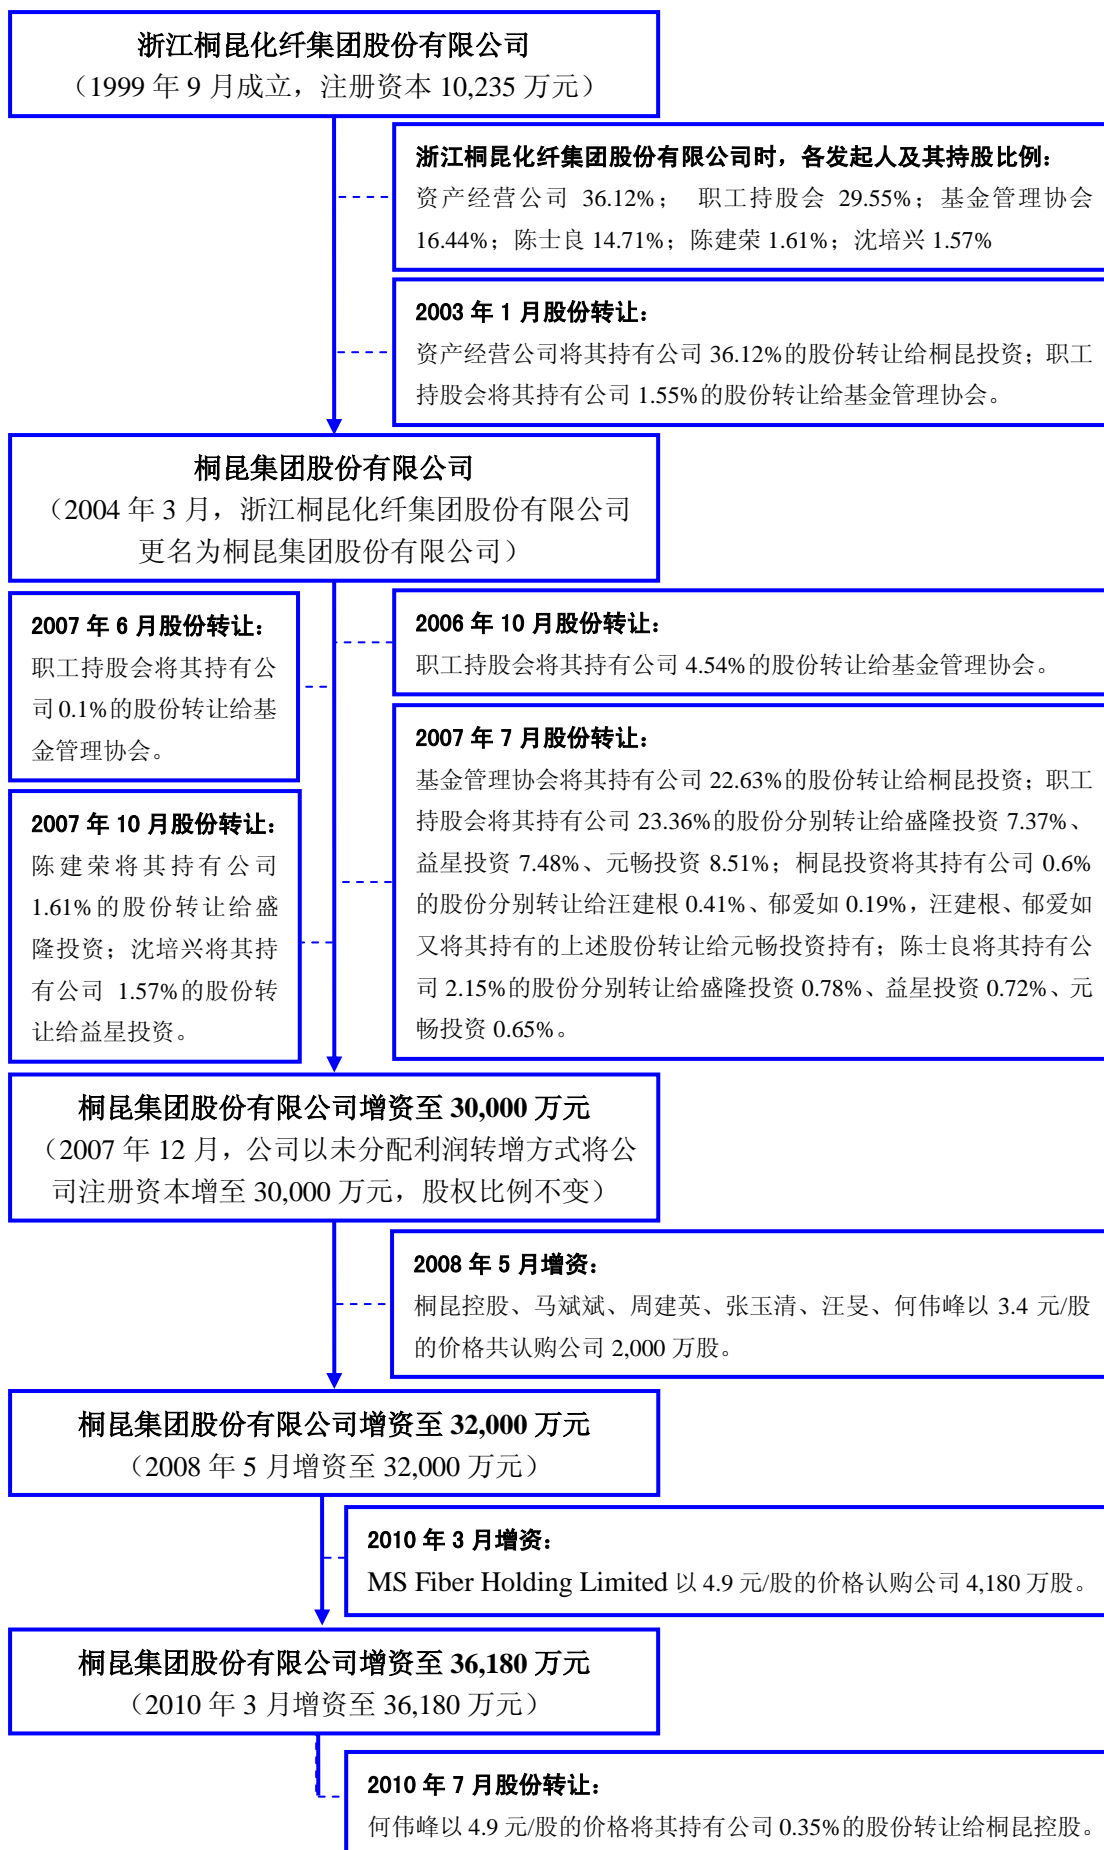 浙江桐昆化纤集团股份有限公司
（1999 年 9 月成立，注册资本 10,235 万元）
浙江桐昆化纤集团股份有限公司时，各发起人及其持股比例：
资产经营公司 36.12%； 职工持股会 29.55%；基金管理协会
16.44%；陈士良 14.71%；陈建荣 1.61%；沈培兴 1.57%
2003 年 1 月股份转让：
资产经营公司将其持有公司 36.12%的股份转让给桐昆投资；职工
持股会将其持有公司 1.55%的股份转让给基金管理协会。
桐昆集团股份有限公司
（2004 年 3 月，浙江桐昆化纤集团股份有限公司
更名为桐昆集团股份有限公司）
2007 年 6 月股份转让：
职工持股会将其持有公
司 0.1%的股份转让给基
金管理协会。
2006 年 10 月股份转让：
职工持股会将其持有公司 4.54%的股份转让给基金管理协会。
2007 年 10 月股份转让：
陈建荣将其持有公司
1.61%的股份转让给盛
隆投资；沈培兴将其持
有公司 1.57%的股份转
让给益星投资。
2007 年 7 月股份转让：
基金管理协会将其持有公司 22.63%的股份转让给桐昆投资；职工
持股会将其持有公司 23.36%的股份分别转让给盛隆投资 7.37%、
益星投资 7.48%、元畅投资 8.51%；桐昆投资将其持有公司 0.6%
的股份分别转让给汪建根 0.41%、郁爱如 0.19%，汪建根、郁爱如
又将其持有的上述股份转让给元畅投资持有；陈士良将其持有公
司 2.15%的股份分别转让给盛隆投资 0.78%、益星投资 0.72%、元
畅投资 0.65%。
桐昆集团股份有限公司增资至 30,000 万元
（2007 年 12 月，公司以未分配利润转增方式将公
司注册资本增至 30,000 万元，股权比例不变）
2008 年 5 月增资：
桐昆控股、马斌斌、周建英、张玉清、汪旻、何伟峰以 3.4 元/股
的价格共认购公司 2,000 万股。
桐昆集团股份有限公司增资至 32,000 万元
（2008 年 5 月增资至 32,000 万元）
2010 年 3 月增资：
MS Fiber Holding Limited 以 4.9 元/股的价格认购公司 4,180 万股。
桐昆集团股份有限公司增资至 36,180 万元
（2010 年 3 月增资至 36,180 万元）
2010 年 7 月股份转让：
何伟峰以 4.9 元/股的价格将其持有公司 0.35%的股份转让给桐昆控股。